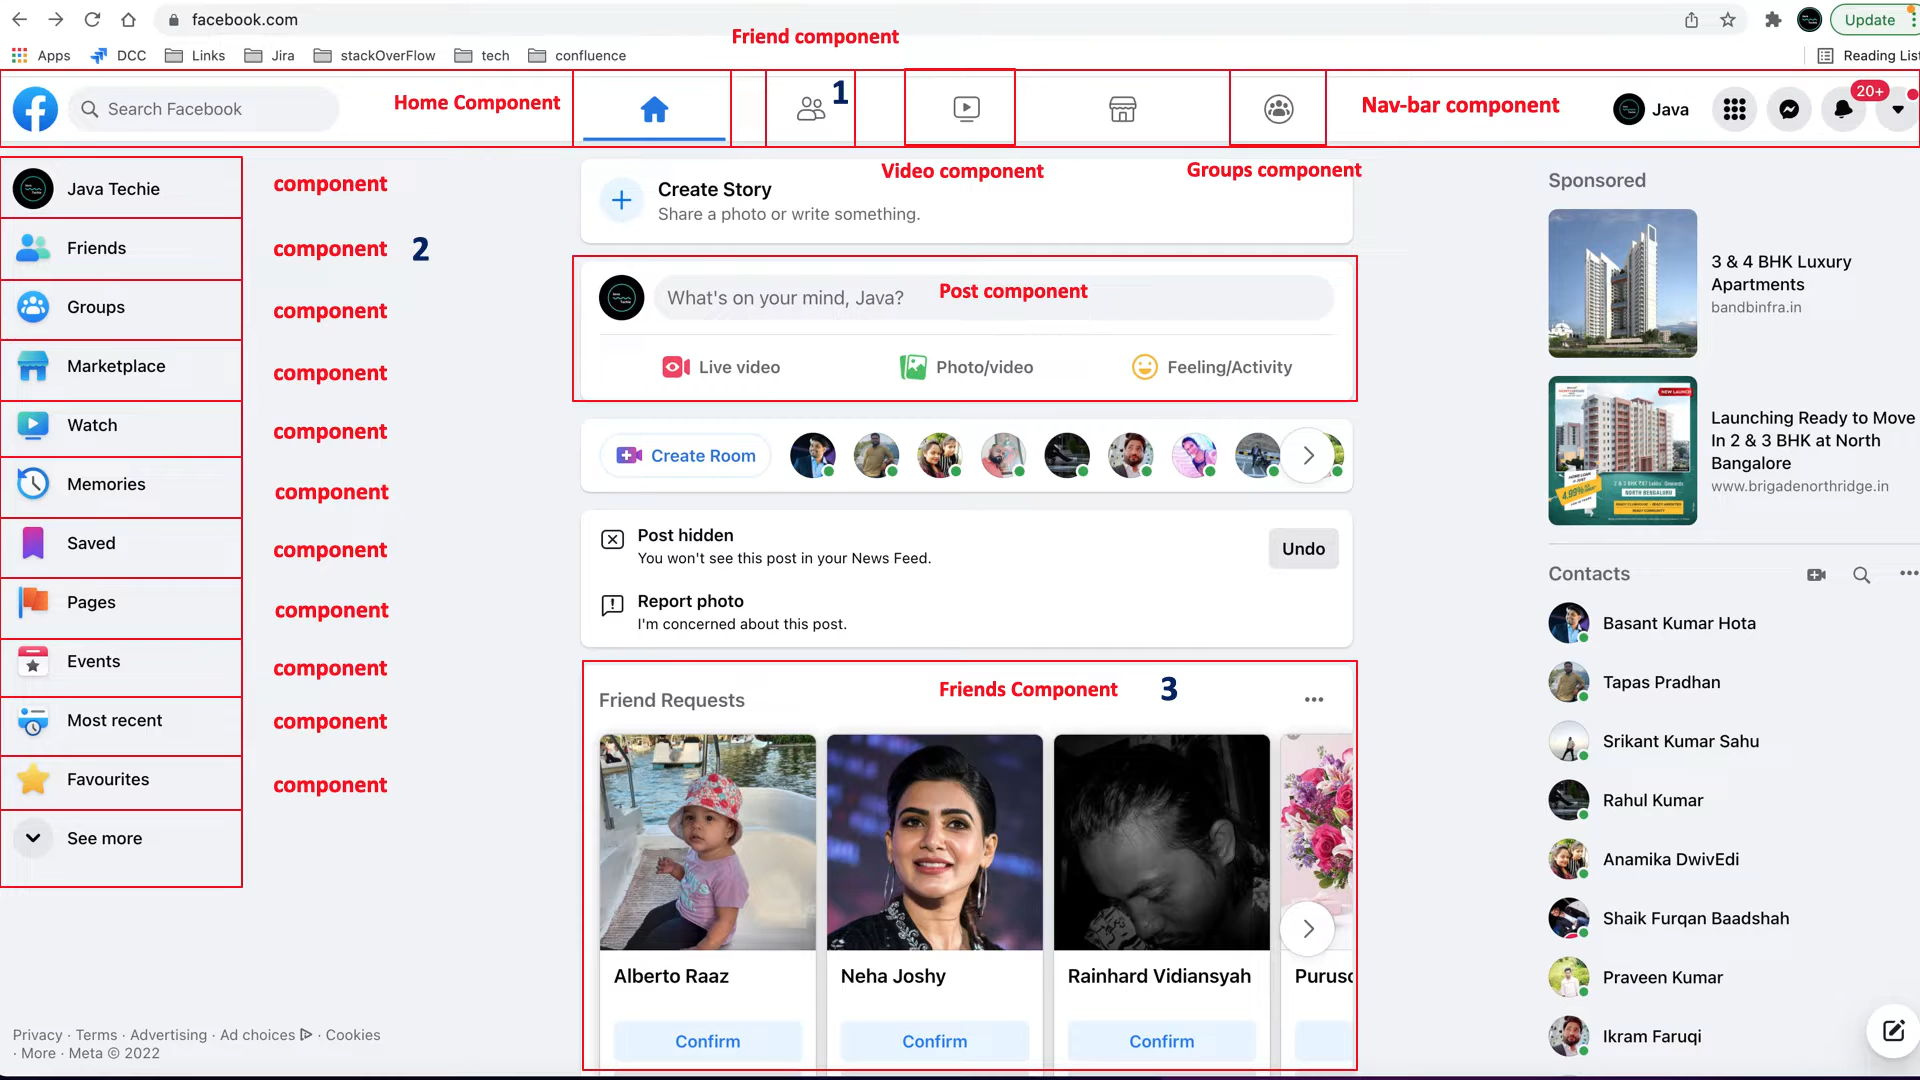 facebook.com
Update
Apps
DCC
Links
Jira
stackOverFlow
tech
confluence
Reading List
Friend component
Search Facebook
Home Component
1
Nav-bar component
Java
20+
Video component
Groups component
Java Techie
component
Friends
component
2
Groups
component
Marketplace
component
Watch
component
Memories
component
Saved
component
Pages
component
Events
component
Most recent
component
Favourites
component
See more
Privacy · Terms · Advertising · Ad choices · Cookies
· More · Meta © 2022
Create Story
Share a photo or write something.
What's on your mind, Java?
Post component
Live video
Photo/video
Feeling/Activity
Create Room
Post hidden
You won't see this post in your News Feed.
Undo
Report photo
I'm concerned about this post.
Friend Requests
Friends Component
3
Alberto Raaz
Neha Joshy
Rainhard Vidiansyah
Confirm
Confirm
Confirm
Sponsored
3 & 4 BHK Luxury
Apartments
bandbinfra.in
NEW LAUNCH
4.99%
NORTH BENGALURU
Launching Ready to Move
In 2 & 3 BHK at North
Bangalore
www.brigadenorthridge.in
Contacts
Basant Kumar Hota
Tapas Pradhan
Srikant Kumar Sahu
Rahul Kumar
Anamika DwivEdi
Shaik Furqan Baadshah
Praveen Kumar
Ikram Faruqi